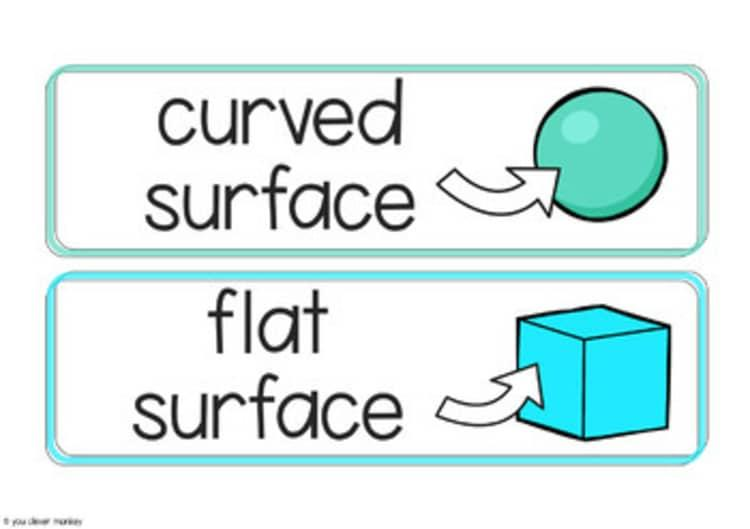 curved
surface
flat
surface
© you clever monkey